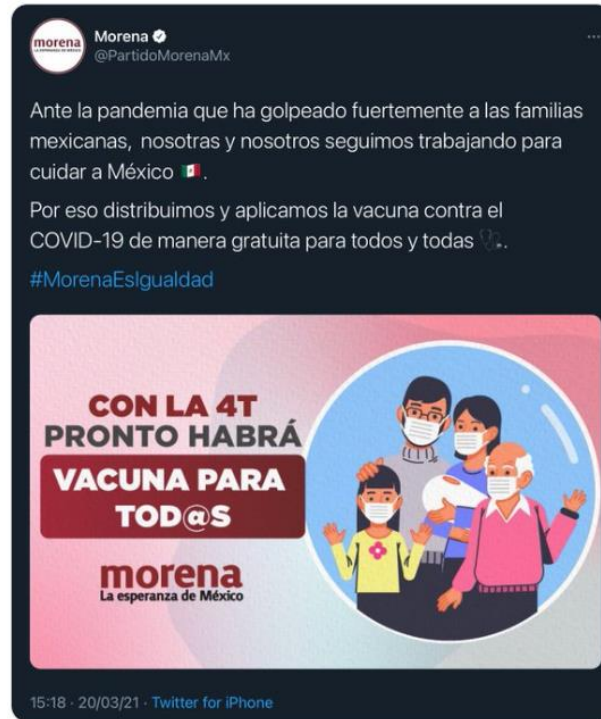 Morena
@PartidoMorenaMx
Ante la pandemia que ha golpeado fuertemente a las familias
mexicanas, nosotras y nosotros seguimos trabajando para
cuidar a México 🇲🇽.
Por eso distribuimos y aplicamos la vacuna contra el
COVID-19 de manera gratuita para todos y todas 🩺.
#MorenaEsIgualdad
CON LA 4T
PRONTO HABRÁ
VACUNA PARA
TOD@S
morena
La esperanza de México
15:18 · 20/03/21 · Twitter for iPhone